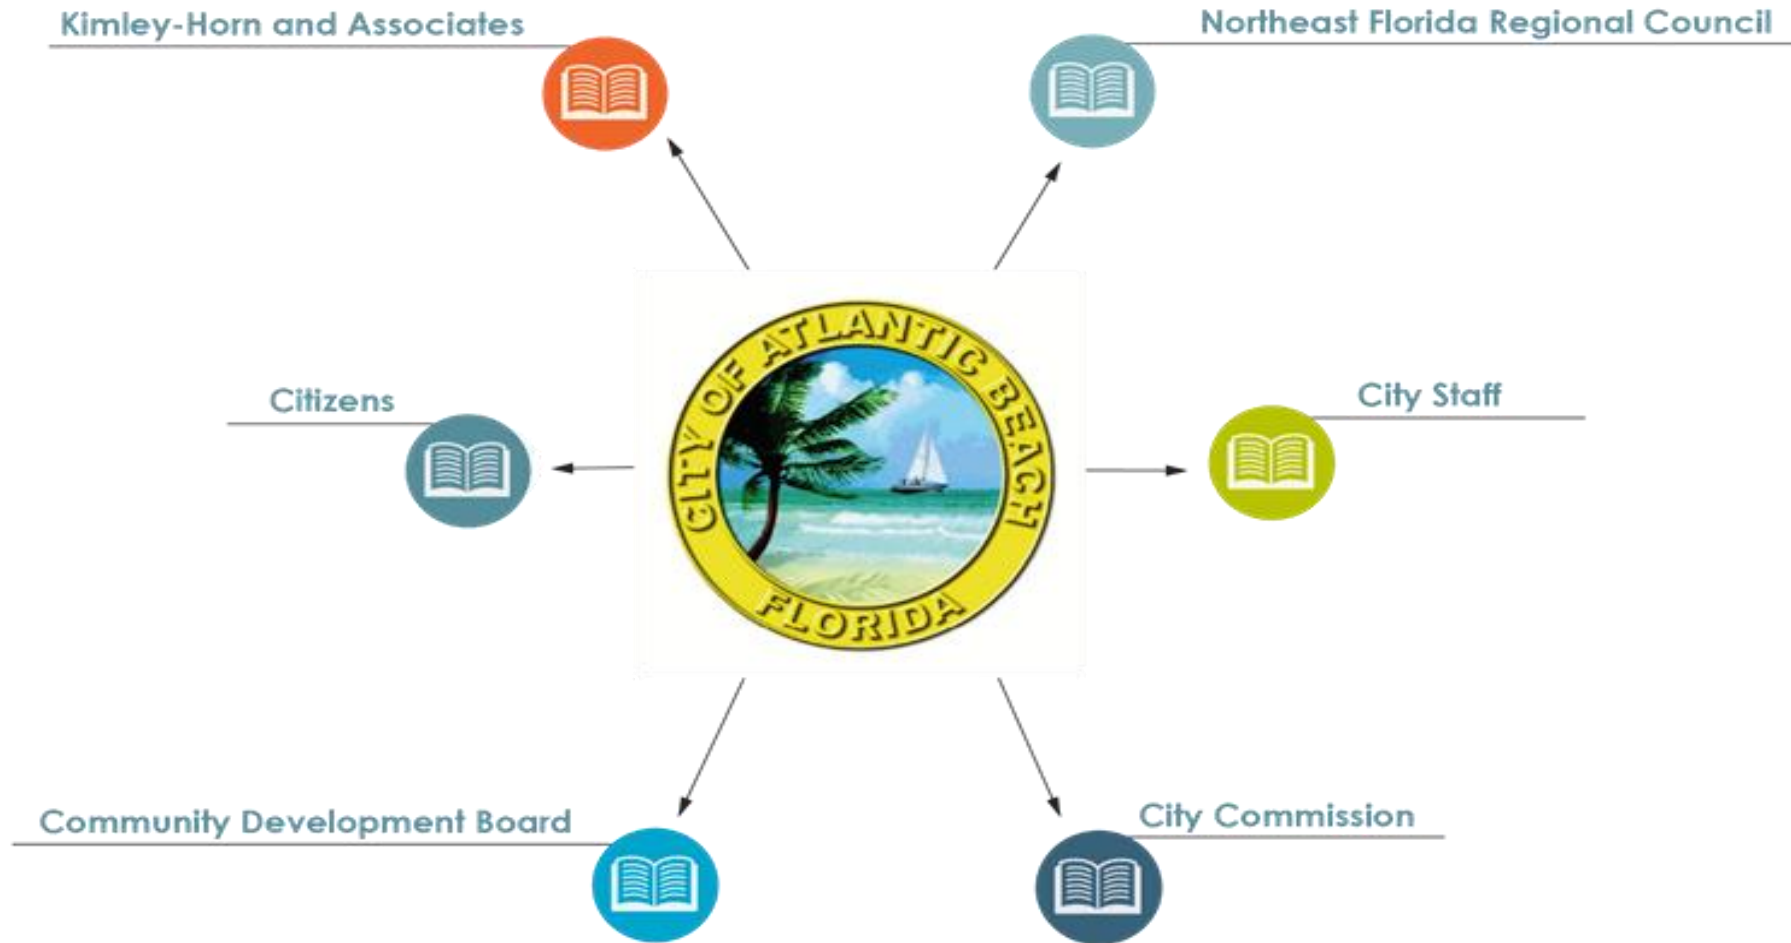 Kimley-Horn and Associates
Northeast Florida Regional Council
CITY OF ATLANTIC BEACH
FLORIDA
Citizens
City Staff
Community Development Board
City Commission